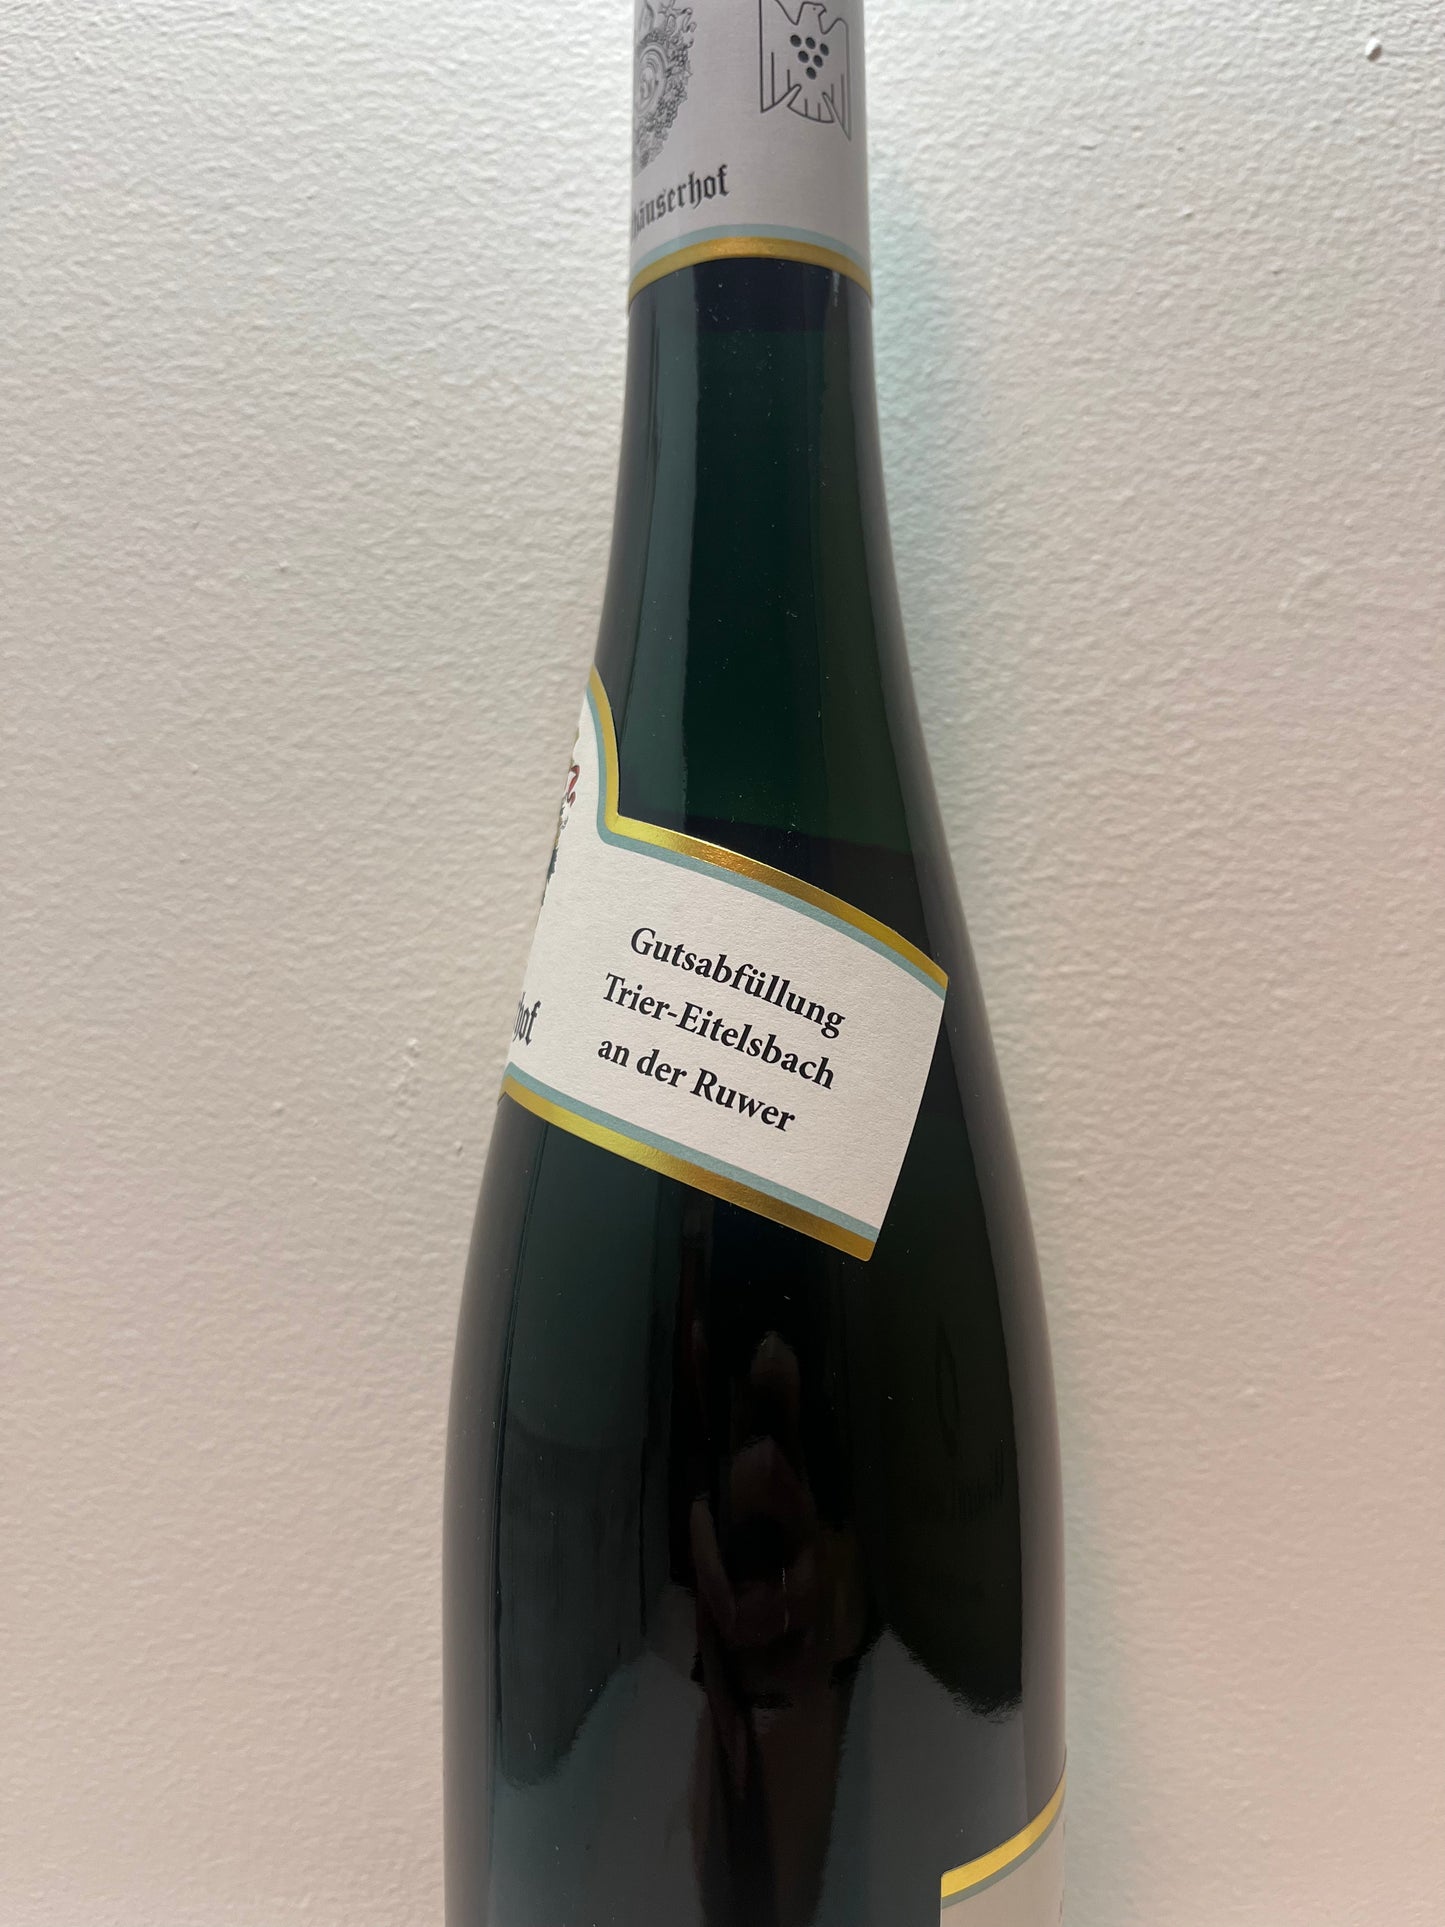 häuserhof
hof
Gutsabfüllung
Trier-Eitelsbach
an der Ruwer